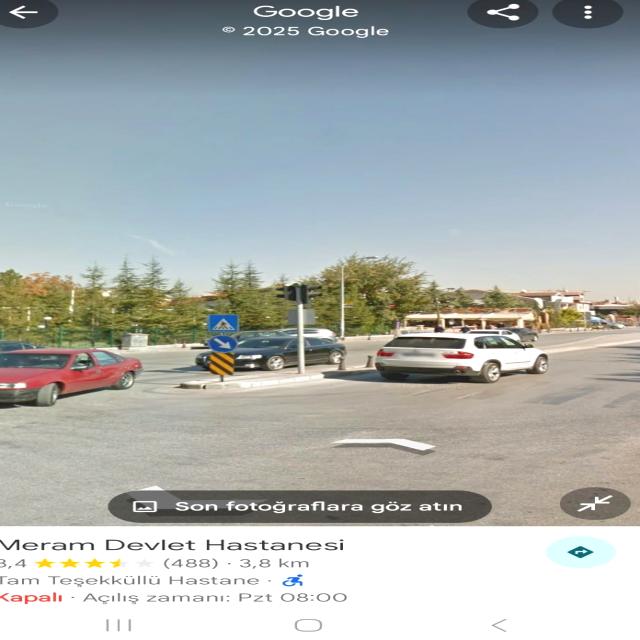 Google
© 2025 Google
Google
Son fotoğraflara göz atın
Meram Devlet Hastanesi
3,4 (488) · 3,8 km
Tam Teşekküllü Hastane ·
Kapalı · Açılış zamanı: Pzt 08:00